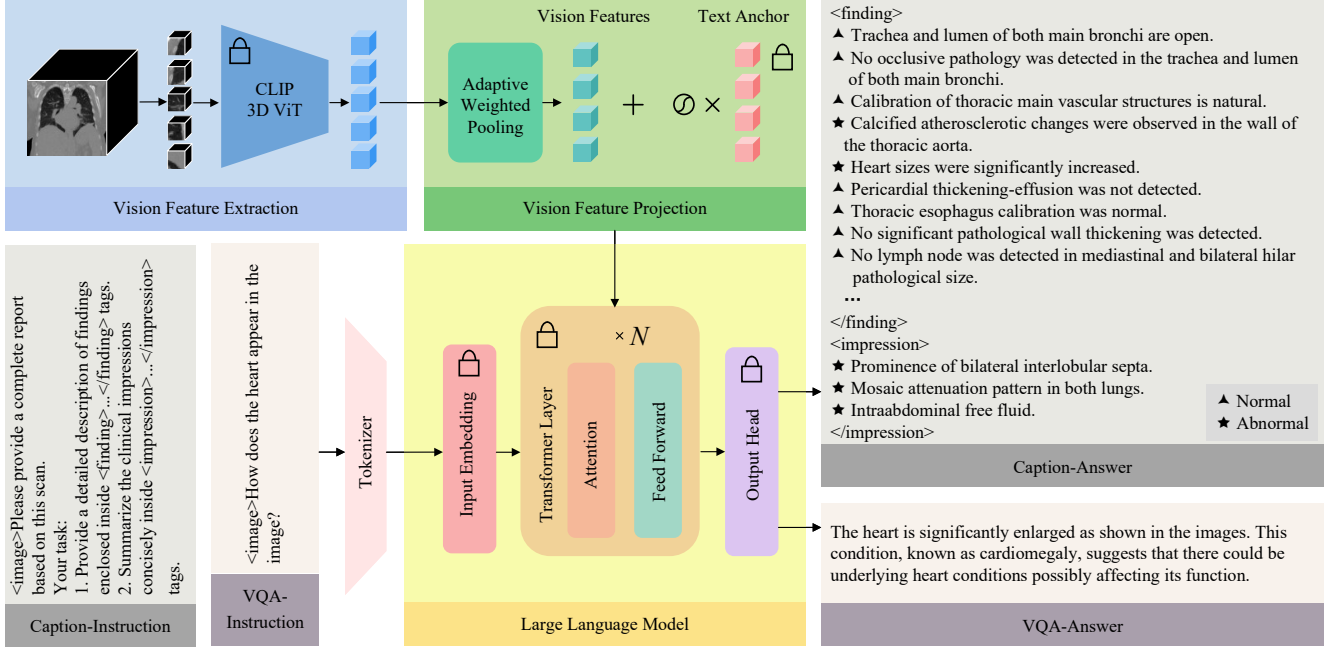 CLIP
3D ViT
Vision Feature Extraction
Vision Features
Text Anchor
Adaptive
Weighted
Pooling
+
×
Vision Feature Projection
<finding>
Trachea and lumen of both main bronchi are open.
No occlusive pathology was detected in the trachea and lumen
of both main bronchi.
Calibration of thoracic main vascular structures is natural.
Calcified atherosclerotic changes were observed in the wall of
the thoracic aorta.
Heart sizes were significantly increased.
Pericardial thickening-effusion was not detected.
Thoracic esophagus calibration was normal.
No significant pathological wall thickening was detected.
No lymph node was detected in mediastinal and bilateral hilar
pathological size.
...
</finding>
<impression>
Prominence of bilateral interlobular septa.
Mosaic attenuation pattern in both lungs.
Intraabdominal free fluid.
</impression>
Normal
Abnormal
Caption-Answer
<image>Please provide a complete report
based on this scan.
Your task:
1. Provide a detailed description of findings
enclosed inside <finding>...</finding> tags.
2. Summarize the clinical impressions
concisely inside <impression>...</impression>
tags.
Caption-Instruction
<image>How does the heart appear in the
image?
VQA-
Instruction
Tokenizer
Input Embedding
Transformer Layer
× N
Attention
Feed Forward
Output Head
Large Language Model
The heart is significantly enlarged as shown in the images. This
condition, known as cardiomegaly, suggests that there could be
underlying heart conditions possibly affecting its function.
VQA-Answer